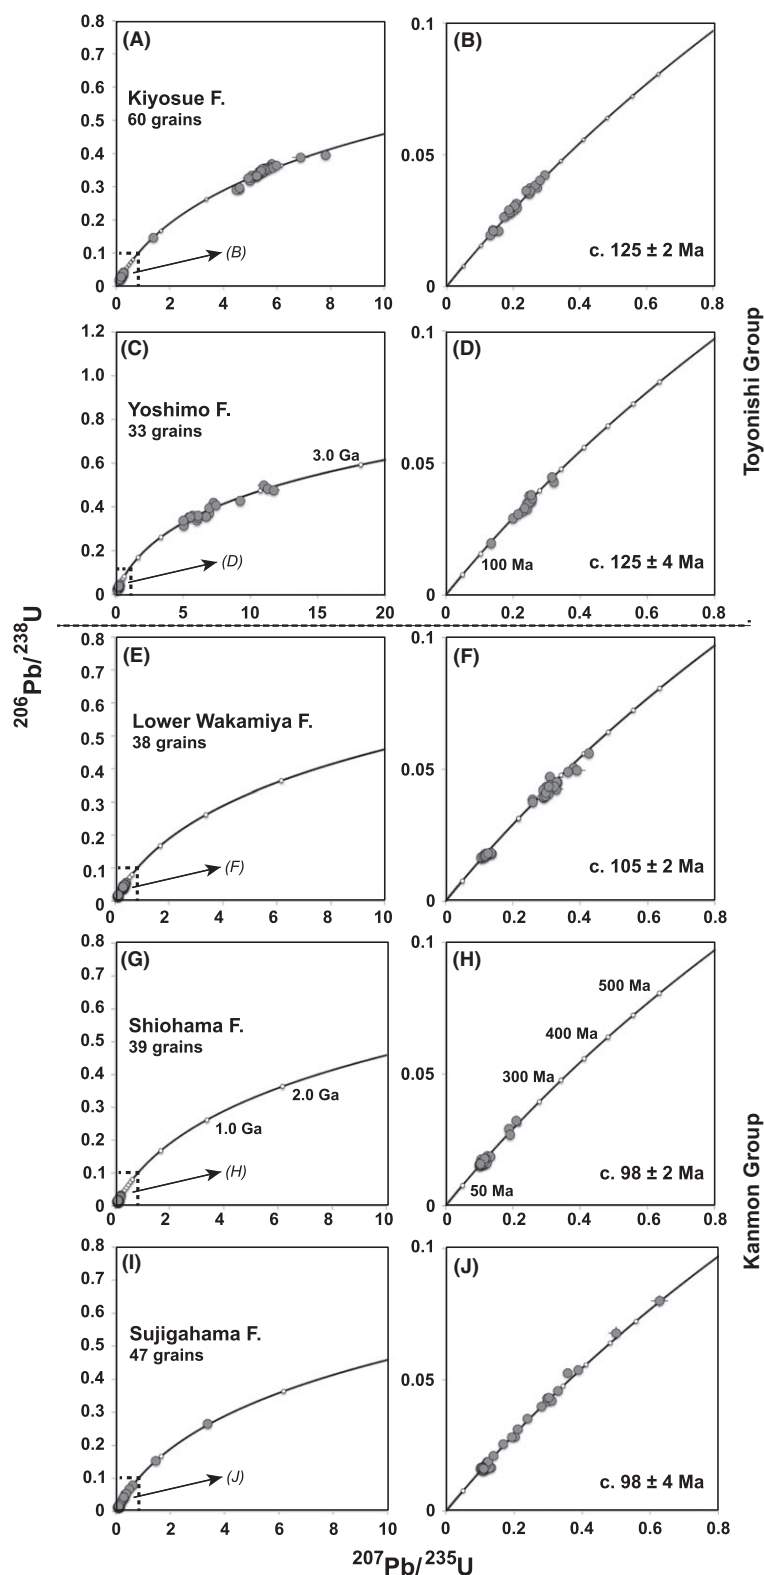 (A)
Kiyosue F.
60 grains
(B)
0.8
0.7
0.6
0.5
0.4
0.3
0.2
0.1
0
0 2 4 6 8 10
(B)
c. 125 ± 2 Ma
0.1
0.05
0
0 0.2 0.4 0.6 0.8
(C)
Yoshimo F.
33 grains
3.0 Ga
(D)
1.2
1.0
0.8
0.6
0.4
0.2
0
0 5 10 15 20
(D)
100 Ma
c. 125 ± 4 Ma
0.1
0.05
0
0 0.2 0.4 0.6 0.8
Toyonishi Group
206Pb/238U
(E)
Lower Wakamiya F.
38 grains
(F)
0.8
0.7
0.6
0.5
0.4
0.3
0.2
0.1
0
0 2 4 6 8 10
(F)
c. 105 ± 2 Ma
0.1
0.05
0
0 0.2 0.4 0.6 0.8
(G)
Shiohama F.
39 grains
2.0 Ga
1.0 Ga
(H)
0.8
0.7
0.6
0.5
0.4
0.3
0.2
0.1
0
0 2 4 6 8 10
(H)
500 Ma
400 Ma
300 Ma
c. 98 ± 2 Ma
50 Ma
0.1
0.05
0
0 0.2 0.4 0.6 0.8
Kanmon Group
(I)
Sujigahama F.
47 grains
(J)
0.8
0.7
0.6
0.5
0.4
0.3
0.2
0.1
0
0 2 4 6 8 10
(J)
c. 98 ± 4 Ma
0.1
0.05
0
0 0.2 0.4 0.6 0.8
207Pb/235U